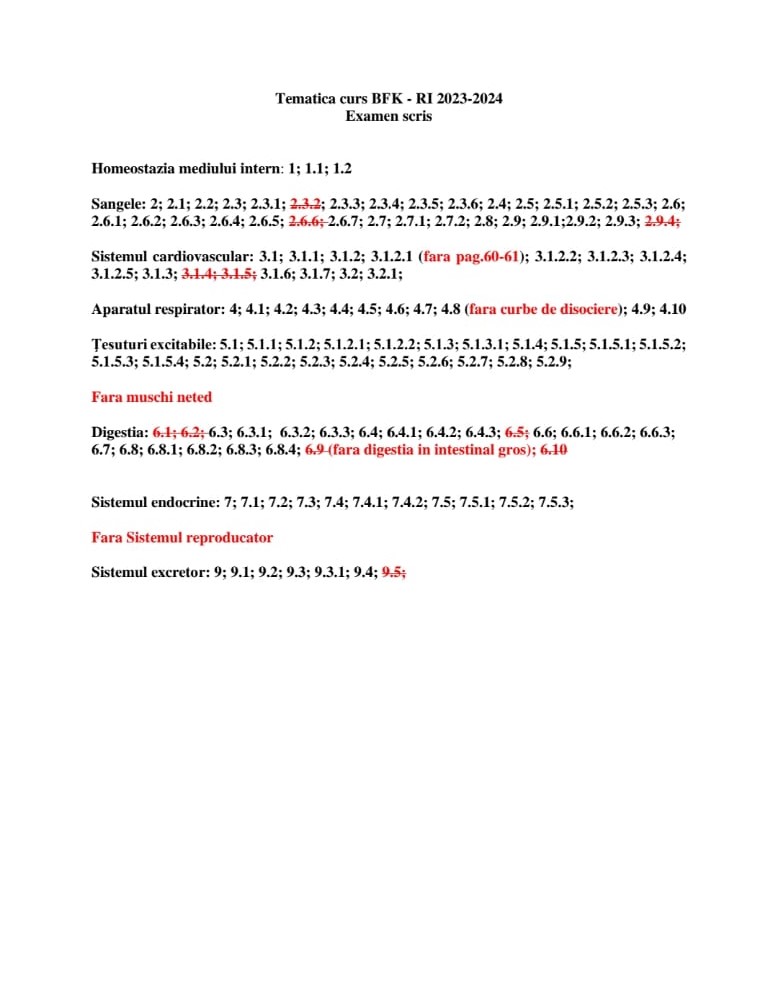 Tematica curs BFK - RI 2023-2024
Examen scris
Homeostazia mediului intern: 1; 1.1; 1.2
Sangele: 2; 2.1; 2.2; 2.3; 2.3.1; 2.3.2; 2.3.3; 2.3.4; 2.3.5; 2.3.6; 2.4; 2.5; 2.5.1; 2.5.2; 2.5.3; 2.6;
2.6.1; 2.6.2; 2.6.3; 2.6.4; 2.6.5; 2.6.6; 2.6.7; 2.7; 2.7.1; 2.7.2; 2.8; 2.9; 2.9.1;2.9.2; 2.9.3; 2.9.4;
Sistemul cardiovascular: 3.1; 3.1.1; 3.1.2; 3.1.2.1 (fara pag.60-61); 3.1.2.2; 3.1.2.3; 3.1.2.4;
3.1.2.5; 3.1.3; 3.1.4; 3.1.5; 3.1.6; 3.1.7; 3.2; 3.2.1;
Aparatul respirator: 4; 4.1; 4.2; 4.3; 4.4; 4.5; 4.6; 4.7; 4.8 (fara curbe de disociere); 4.9; 4.10
Țesuturi excitabile: 5.1; 5.1.1; 5.1.2; 5.1.2.1; 5.1.2.2; 5.1.3; 5.1.3.1; 5.1.4; 5.1.5; 5.1.5.1; 5.1.5.2;
5.1.5.3; 5.1.5.4; 5.2; 5.2.1; 5.2.2; 5.2.3; 5.2.4; 5.2.5; 5.2.6; 5.2.7; 5.2.8; 5.2.9;
Fara muschi neted
Digestia: 6.1; 6.2; 6.3; 6.3.1; 6.3.2; 6.3.3; 6.4; 6.4.1; 6.4.2; 6.4.3; 6.5; 6.6; 6.6.1; 6.6.2; 6.6.3;
6.7; 6.8; 6.8.1; 6.8.2; 6.8.3; 6.8.4; 6.9 (fara digestia in intestinal gros); 6.10
Sistemul endocrine: 7; 7.1; 7.2; 7.3; 7.4; 7.4.1; 7.4.2; 7.5; 7.5.1; 7.5.2; 7.5.3;
Fara Sistemul reproducator
Sistemul excretor: 9; 9.1; 9.2; 9.3; 9.3.1; 9.4; 9.5;